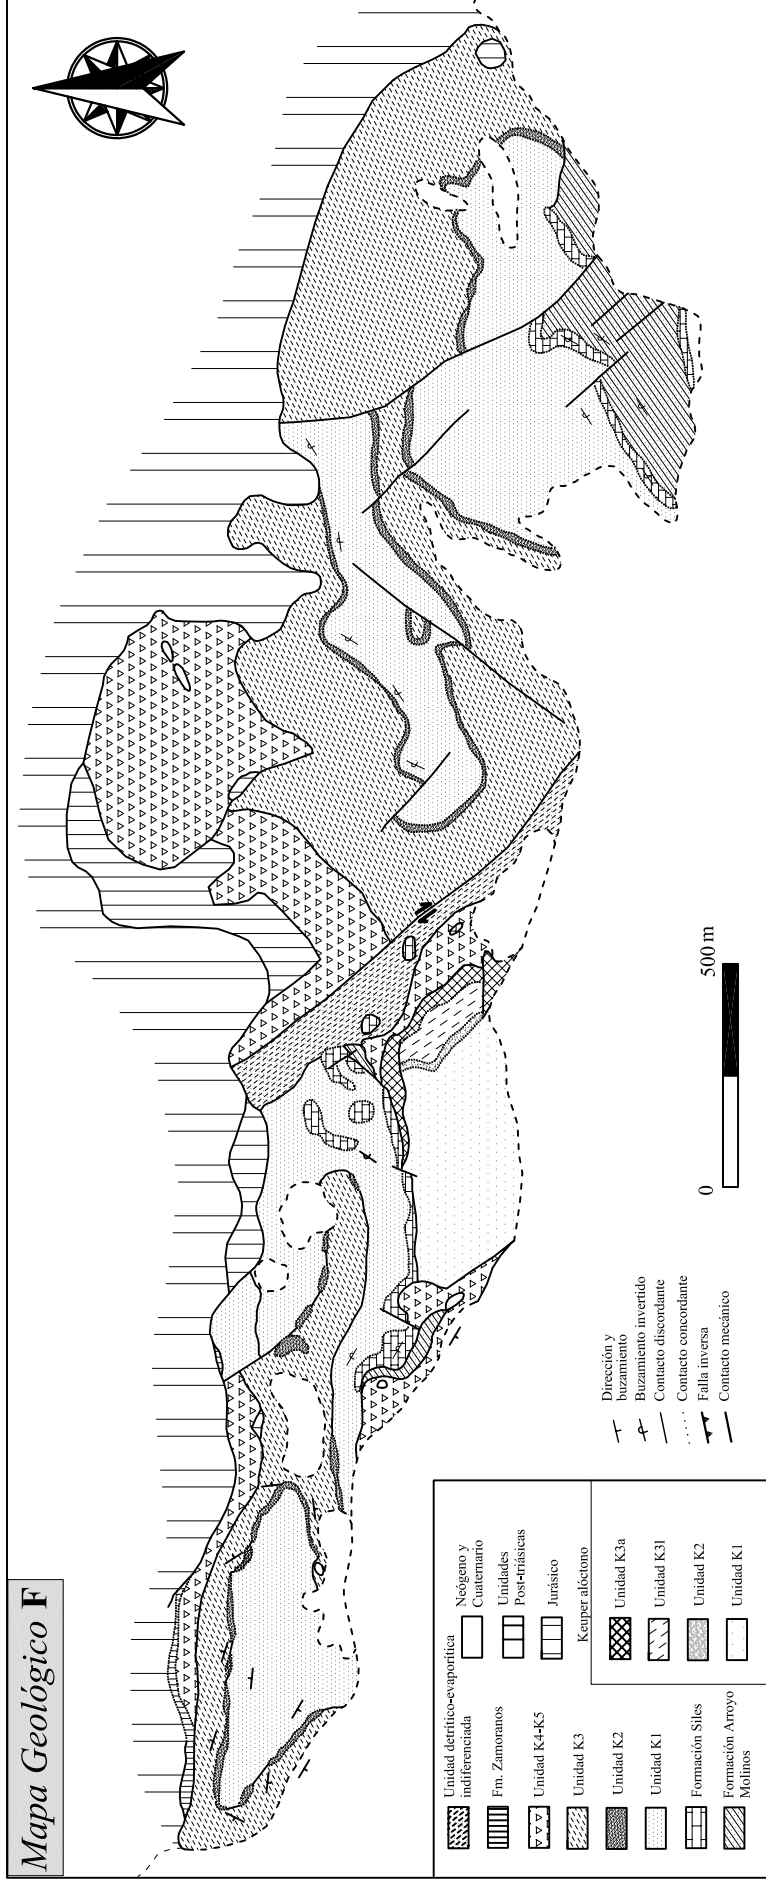 Mapa Geológico F
Unidad detrítico-evaporítica
indiferenciada
Fm. Zamoranos
Unidad K4-K5
Unidad K3
Unidad K2
Unidad K1
Formación Siles
Formación Arroyo
Molinos
Neógeno y
Cuaternario
Unidades
Post-triásicas
Jurásico
Keuper alóctono
Unidad K3a
Unidad K3l
Unidad K2
Unidad K1
Dirección y
buzamiento
Buzamiento invertido
Contacto discordante
Contacto concordante
Falla inversa
Contacto mecánico
0
500 m